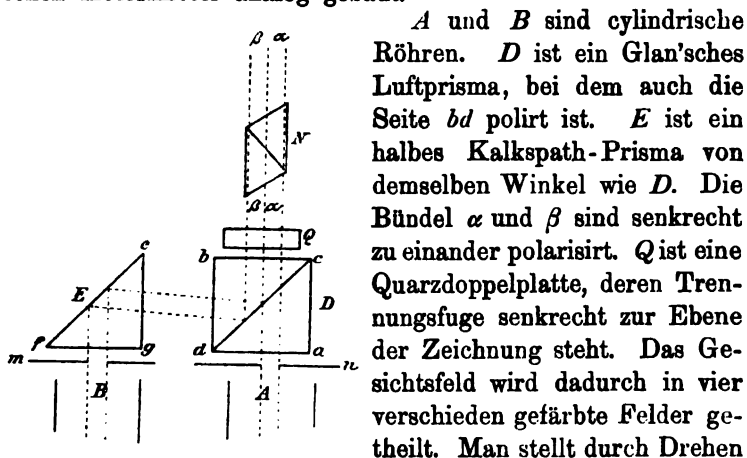 A und B sind cylindrische
Röhren. D ist ein Glan'sches
Luftprisma, bei dem auch die
Seite bd polirt ist. E ist ein
halbes Kalkspath-Prisma von
demselben Winkel wie D. Die
Bündel α und β sind senkrecht
zu einander polarisirt. Q ist eine
Quarzdoppelplatte, deren Tren-
nungsfuge senkrecht zur Ebene
der Zeichnung steht. Das Ge-
sichtsfeld wird dadurch in vier
verschieden gefärbte Felder ge-
theilt. Man stellt durch Drehen
β α
N
β α
Q
b c
e
E
D
f g
d a
m n
B
A